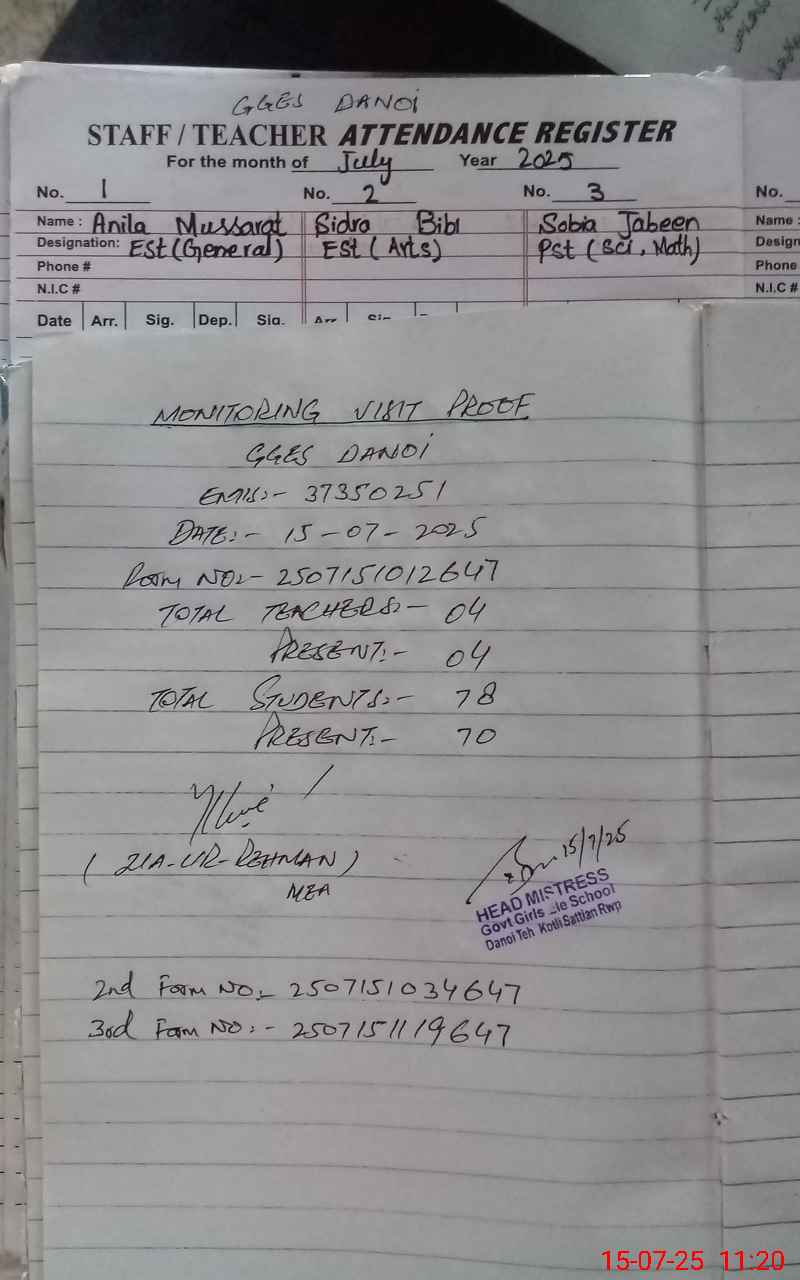 GGES DANOI
STAFF / TEACHER ATTENDANCE REGISTER
For the month of July Year 2025
No. 1 No. 2 No. 3 No.
Name : Anila Mussarat Sidra Bibi Sobia Jabeen Name :
Designation: EST (General) EST (Arts) PST (Sci, Math) Design
Phone # Phone
N.I.C # N.I.C #
Date Arr. Sig. Dep. Sig. Arr
MONITORING VISIT PROOF
GGES DANOI
EMIS:- 37350251
DATE:- 15-07-2025
Form NO:- 2507151012647
TOTAL TEACHERS:- 04
PRESENT:- 04
TOTAL STUDENTS:- 78
PRESENT:- 70
(ZIA-UR-REHMAN)
MEA
15/7/25
HEAD MISTRESS
Govt Girls School
Danoi Teh Kotli Sattian Rwp
2nd Form NO:- 2507151034647
3rd Form NO:- 2507151119647
15-07-25 11:20